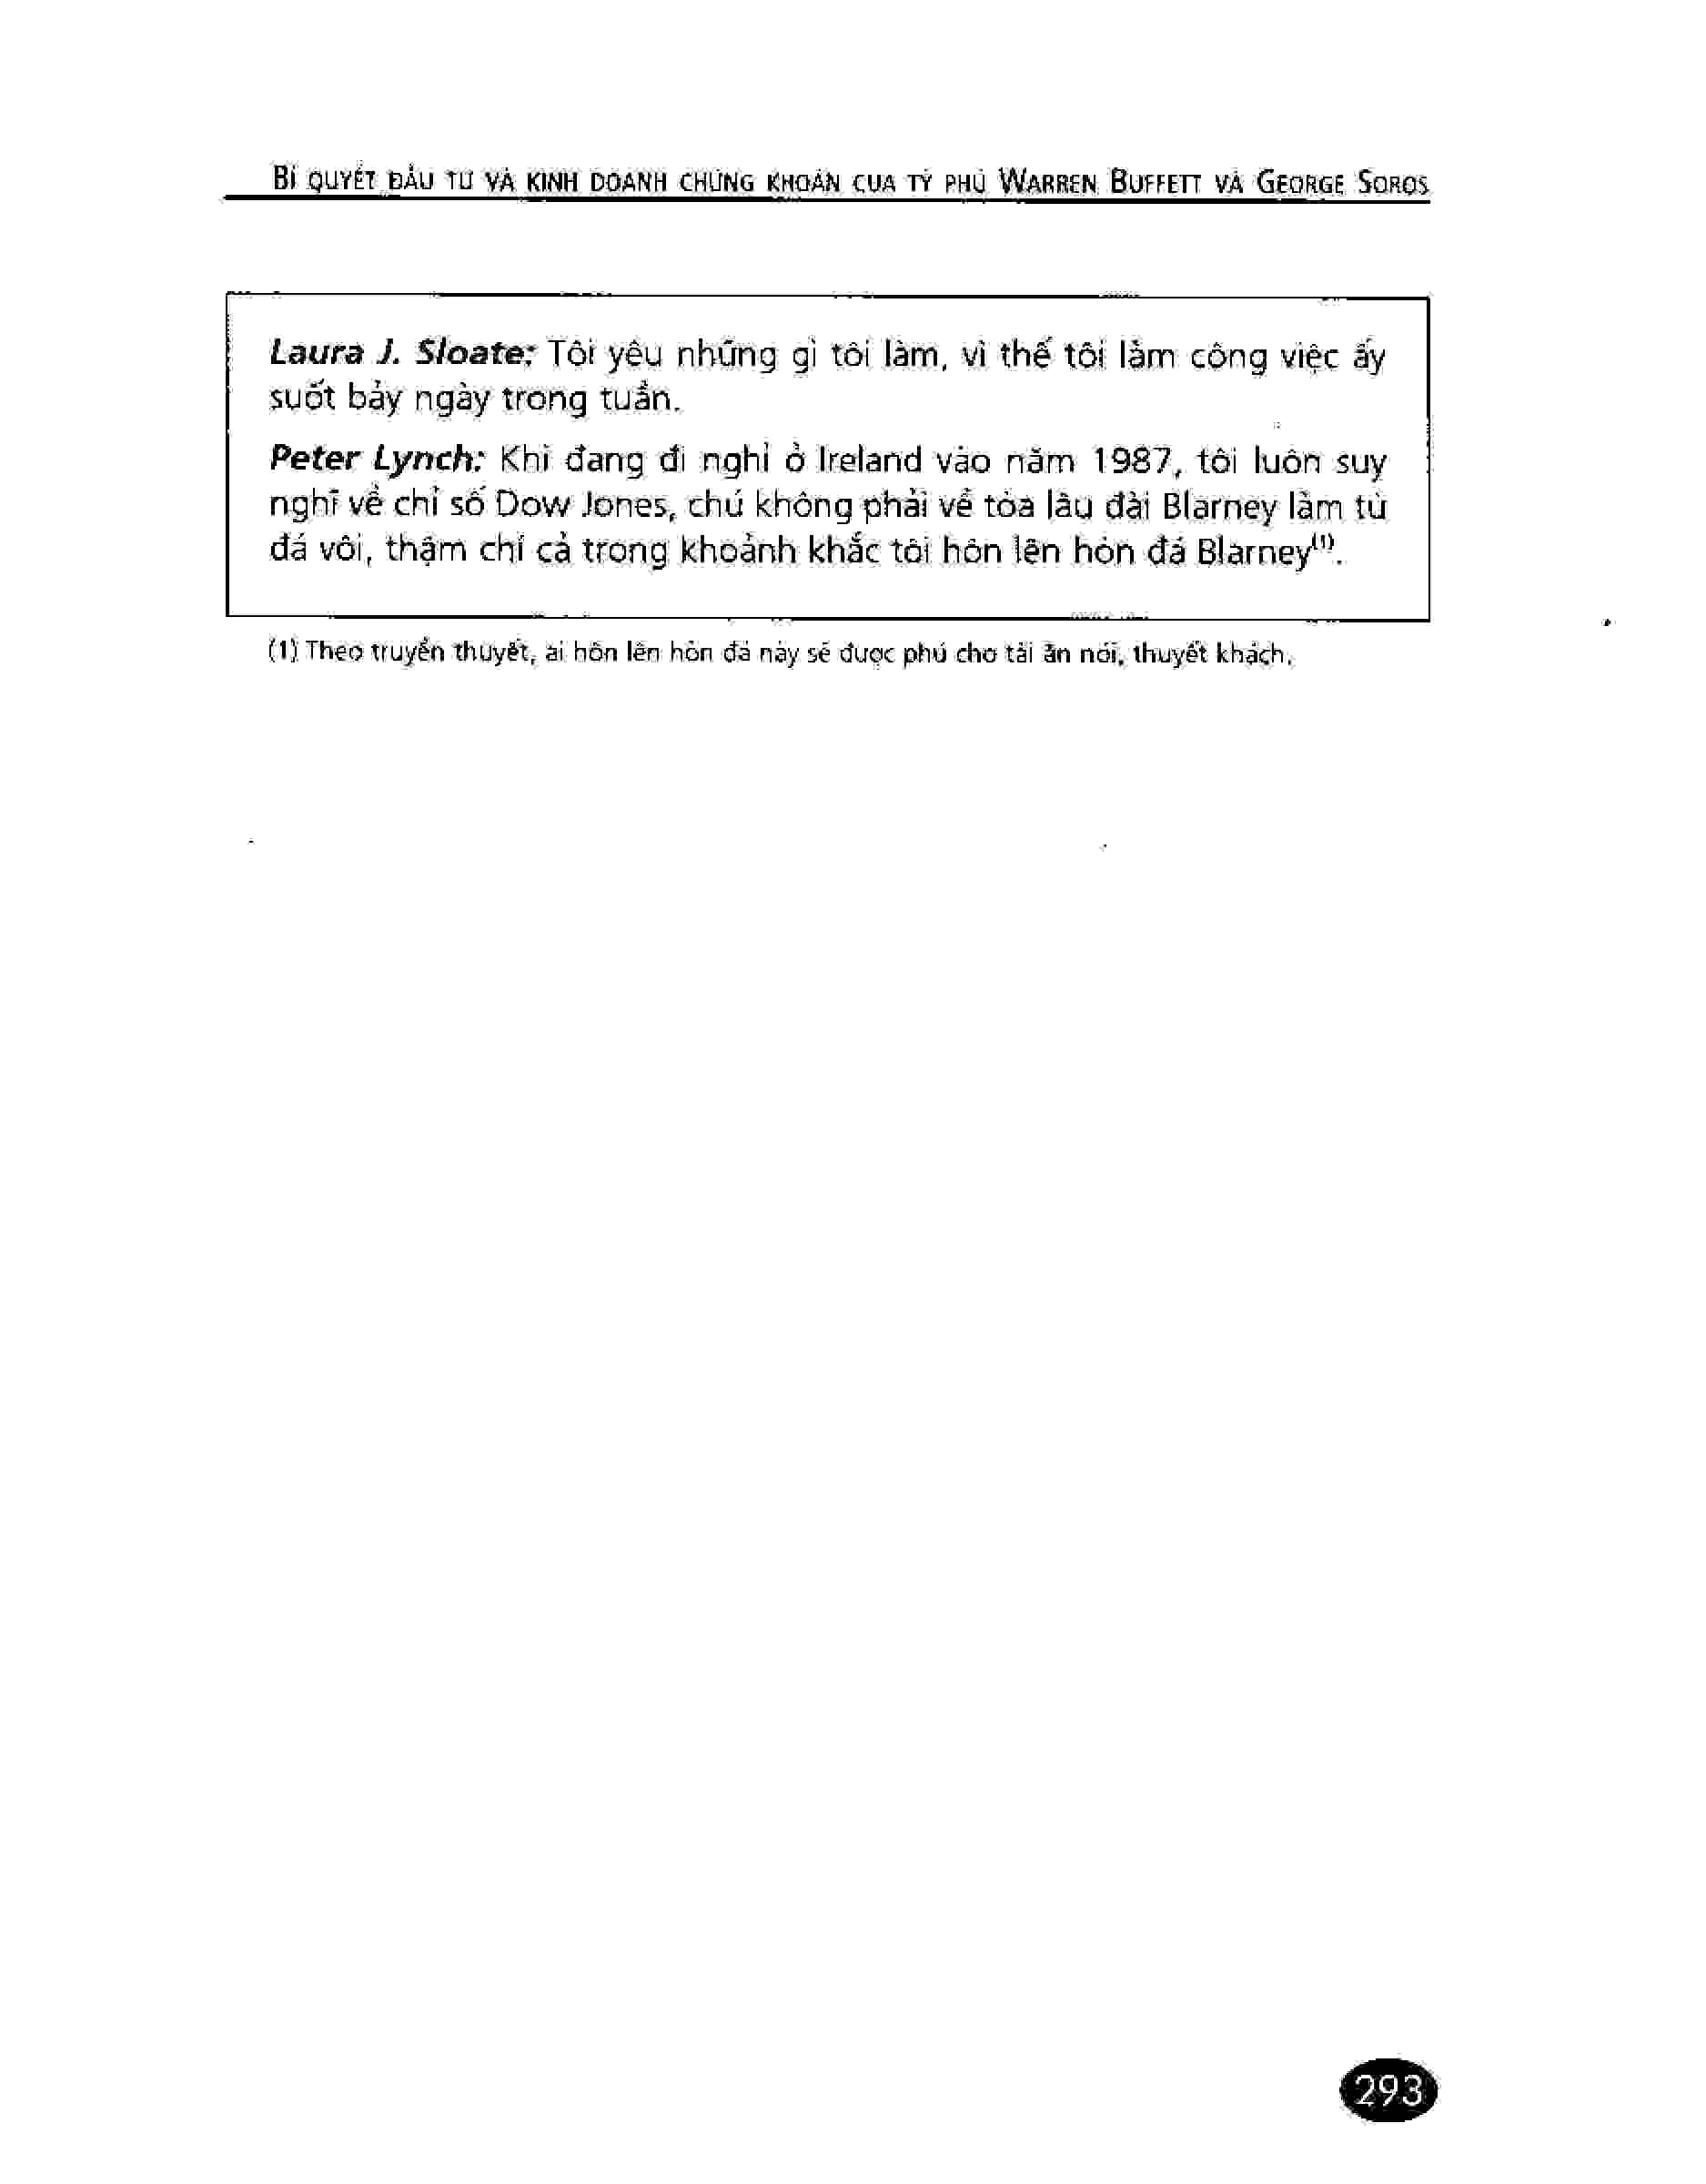 BÍ QUYẾT ĐẦU TƯ VÀ KINH DOANH CHỨNG KHOÁN CỦA TỶ PHÚ WARREN BUFFETT VÀ GEORGE SOROS
Laura J. Sloate: Tôi yêu những gì tôi làm, vì thế tôi làm công việc ấy
suốt bảy ngày trong tuần.
Peter Lynch: Khi đang đi nghỉ ở Ireland vào năm 1987, tôi luôn suy
nghĩ về chỉ số Dow Jones, chứ không phải về tòa lâu đài Blarney làm từ
đá vôi, thậm chí cả trong khoảnh khắc tôi hôn lên hòn đá Blarney(1).
(1) Theo truyền thuyết, ai hôn lên hòn đá này sẽ được phú cho tài ăn nói, thuyết khách.
293